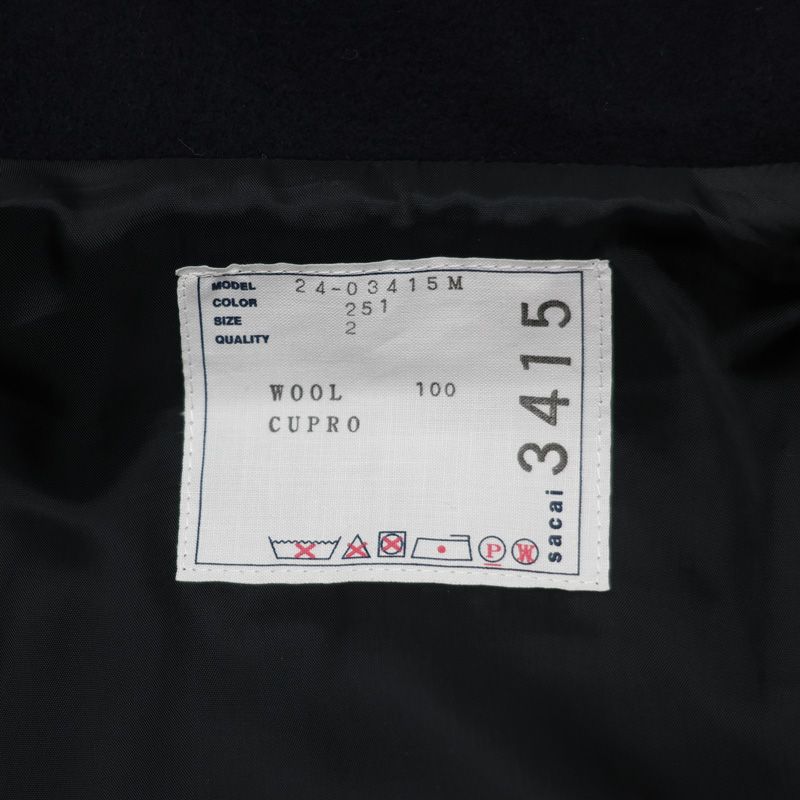 MODEL 24-03415M
COLOR 251
SIZE 2
QUALITY
WOOL 100
CUPRO
P W
sacai 3415